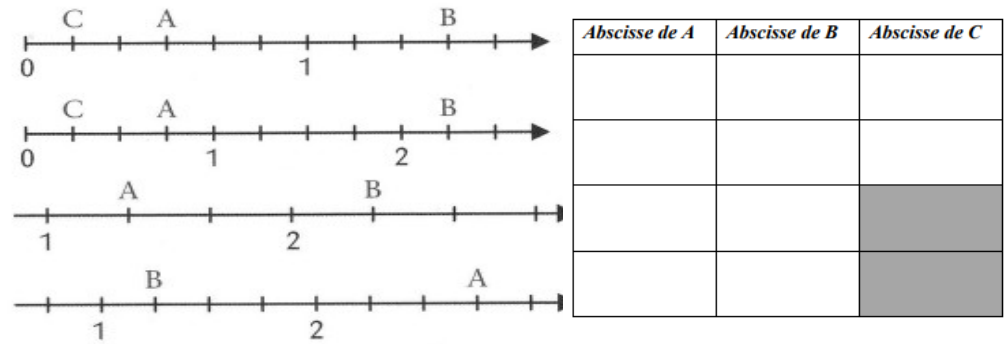 C A B
0 1
C A B
0 1 2
A B
1 2
B A
1 2
Abscisse de A Abscisse de B Abscisse de C